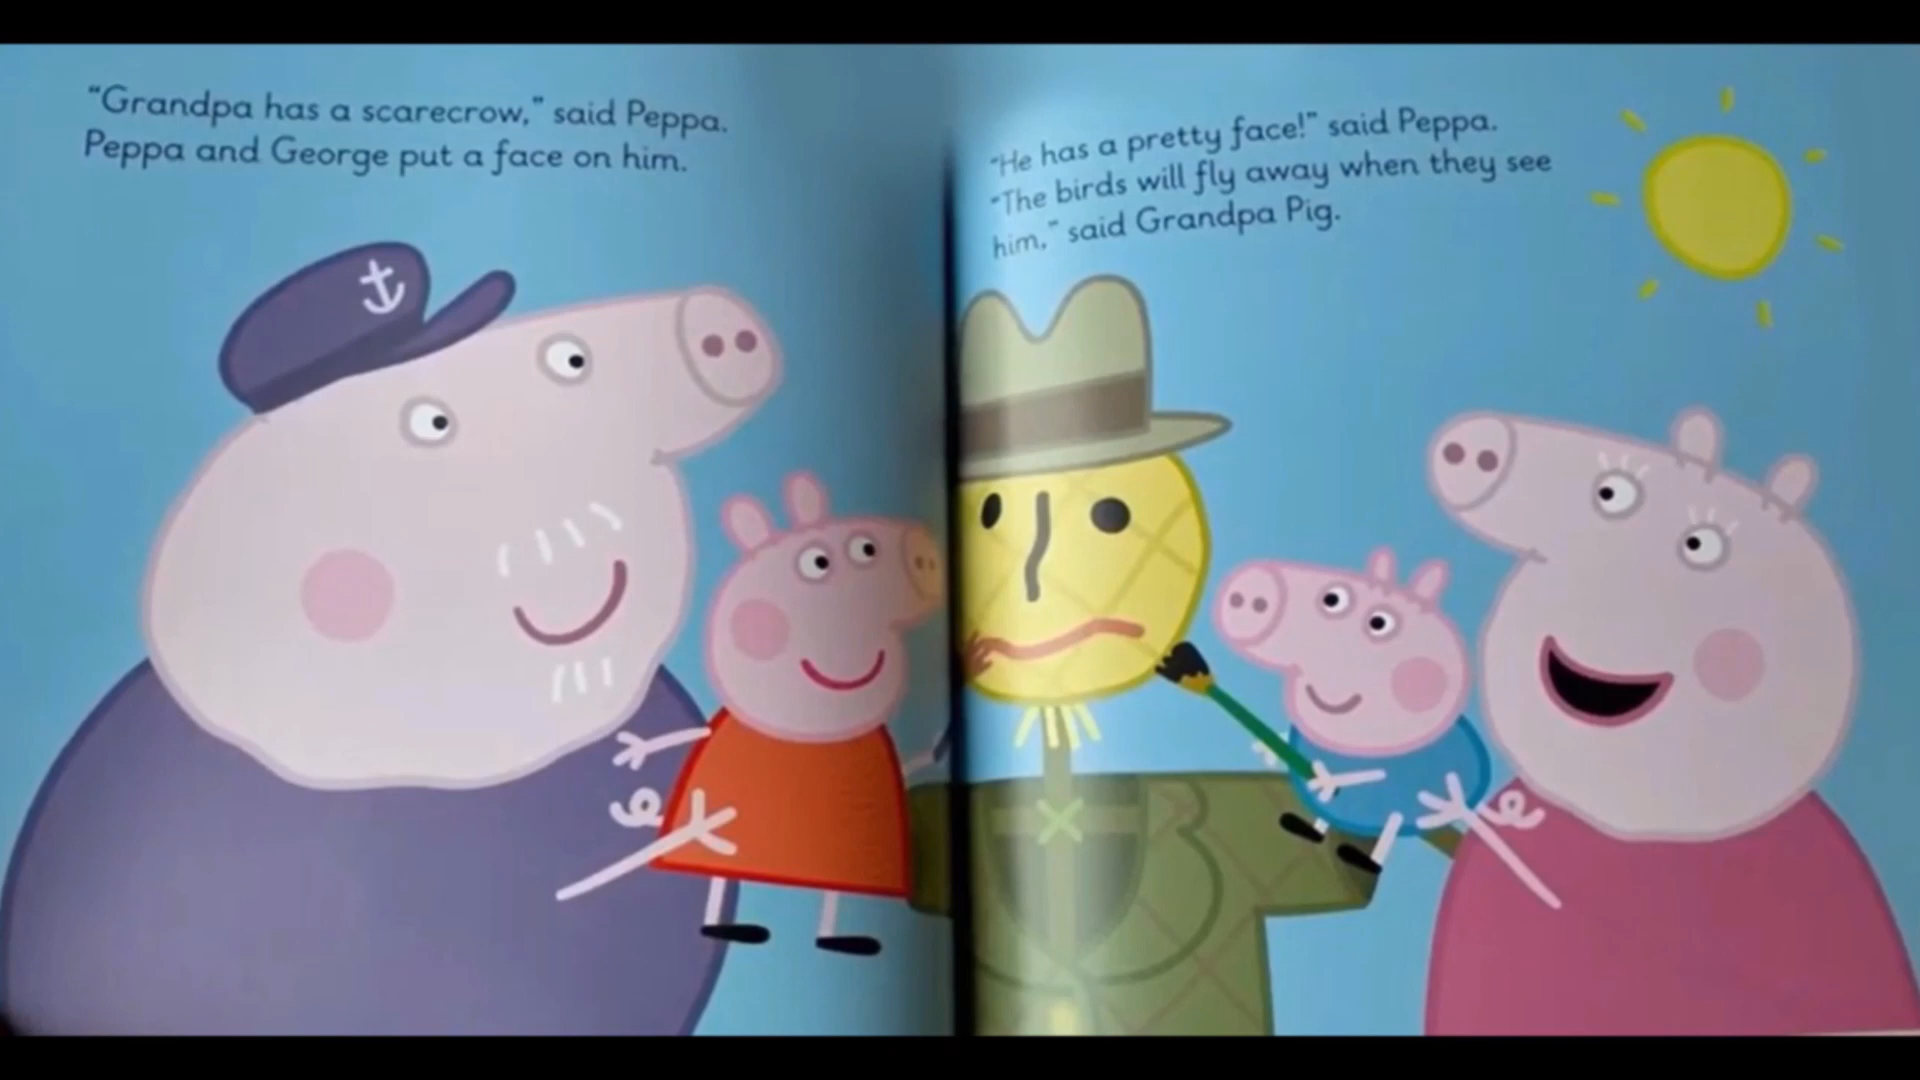 “Grandpa has a scarecrow,” said Peppa.
Peppa and George put a face on him.
“He has a pretty face!” said Peppa.
“The birds will fly away when they see
him,” said Grandpa Pig.